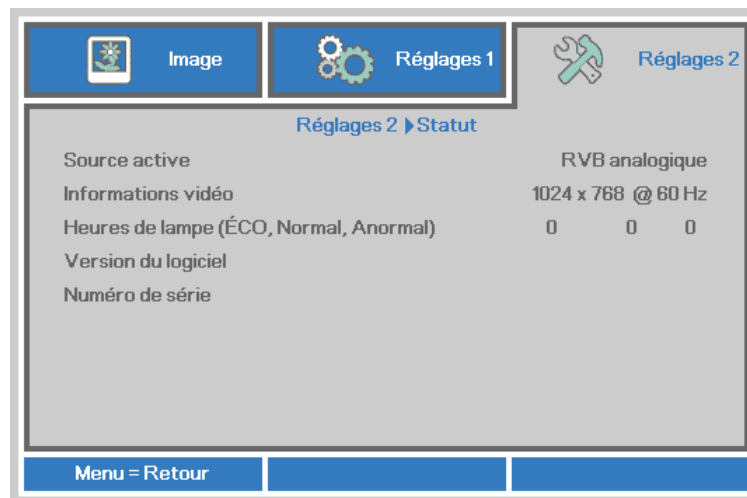 Image
Réglages 1
Réglages 2
Réglages 2 ▶ Statut
Source active RVB analogique
Informations vidéo 1024 x 768 @ 60 Hz
Heures de lampe (ÉCO, Normal, Anormal) 0 0 0
Version du logiciel
Numéro de série
Menu = Retour